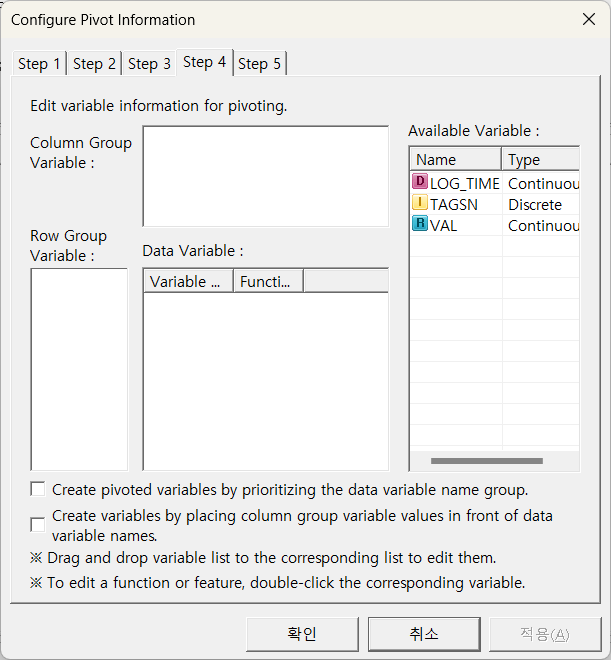 Configure Pivot Information
Step 1
Step 2
Step 3
Step 4
Step 5
Edit variable information for pivoting.
Column Group
Variable :
Available Variable :
Name
Type
D
LOG_TIME
Continuou
I
TAGSN
Discrete
R
VAL
Continuou
Row Group
Variable :
Data Variable :
Variable ...
Functi...
Create pivoted variables by prioritizing the data variable name group.
Create variables by placing column group variable values in front of data
variable names.
※ Drag and drop variable list to the corresponding list to edit them.
※ To edit a function or feature, double-click the corresponding variable.
확인
취소
적용(A)